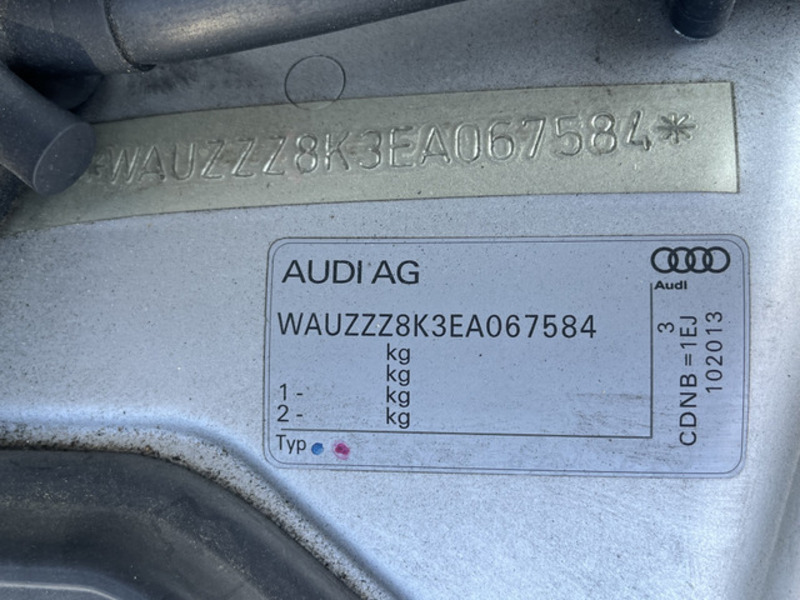 *WAUZZZ8K3EA067584*
AUDI AG
Audi
WAUZZZ8K3EA067584
kg
kg
1 - kg
2 - kg
Typ
3
CDNB = 1EJ
102013